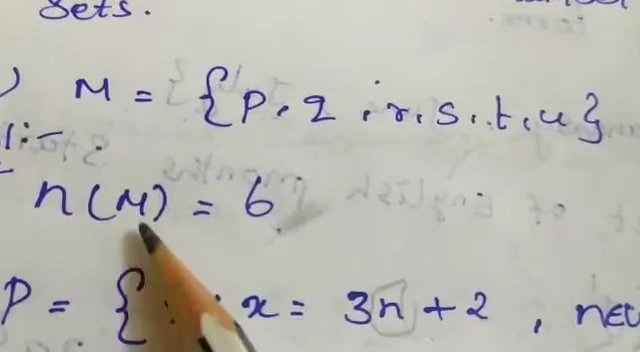 Sets.
) M = {p, q, r, s, t, u}
n(M) = 6
P = { : x = 3n + 2, n∈